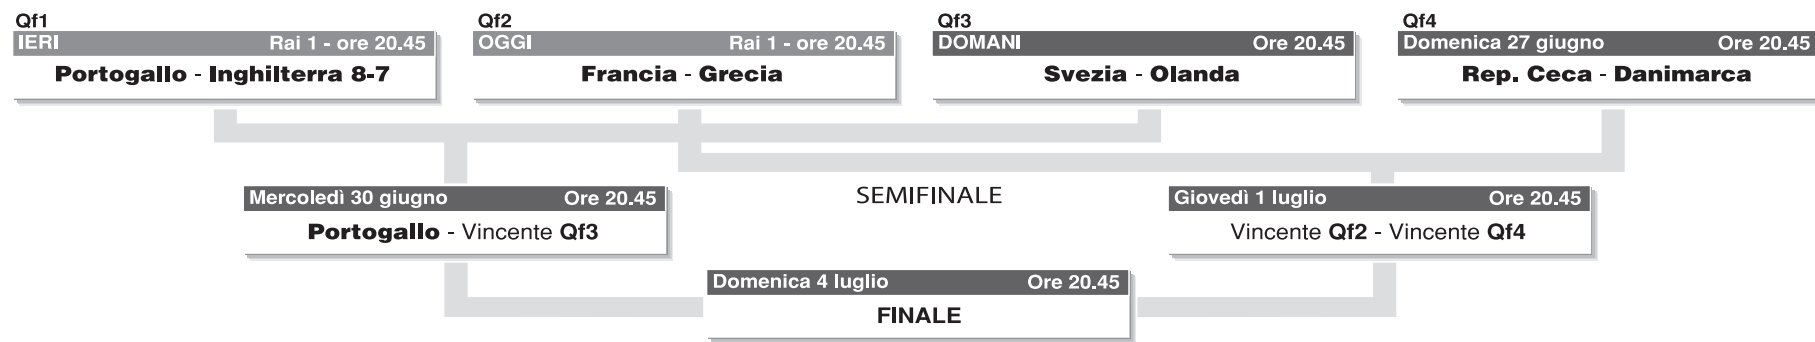 Qf1
IERI Rai 1 - ore 20.45
Portogallo - Inghilterra 8-7
Qf2
OGGI Rai 1 - ore 20.45
Francia - Grecia
Qf3
DOMANI Ore 20.45
Svezia - Olanda
Qf4
Domenica 27 giugno Ore 20.45
Rep. Ceca - Danimarca
Mercoledì 30 giugno Ore 20.45
Portogallo - Vincente Qf3
SEMIFINALE
Giovedì 1 luglio Ore 20.45
Vincente Qf2 - Vincente Qf4
Domenica 4 luglio Ore 20.45
FINALE